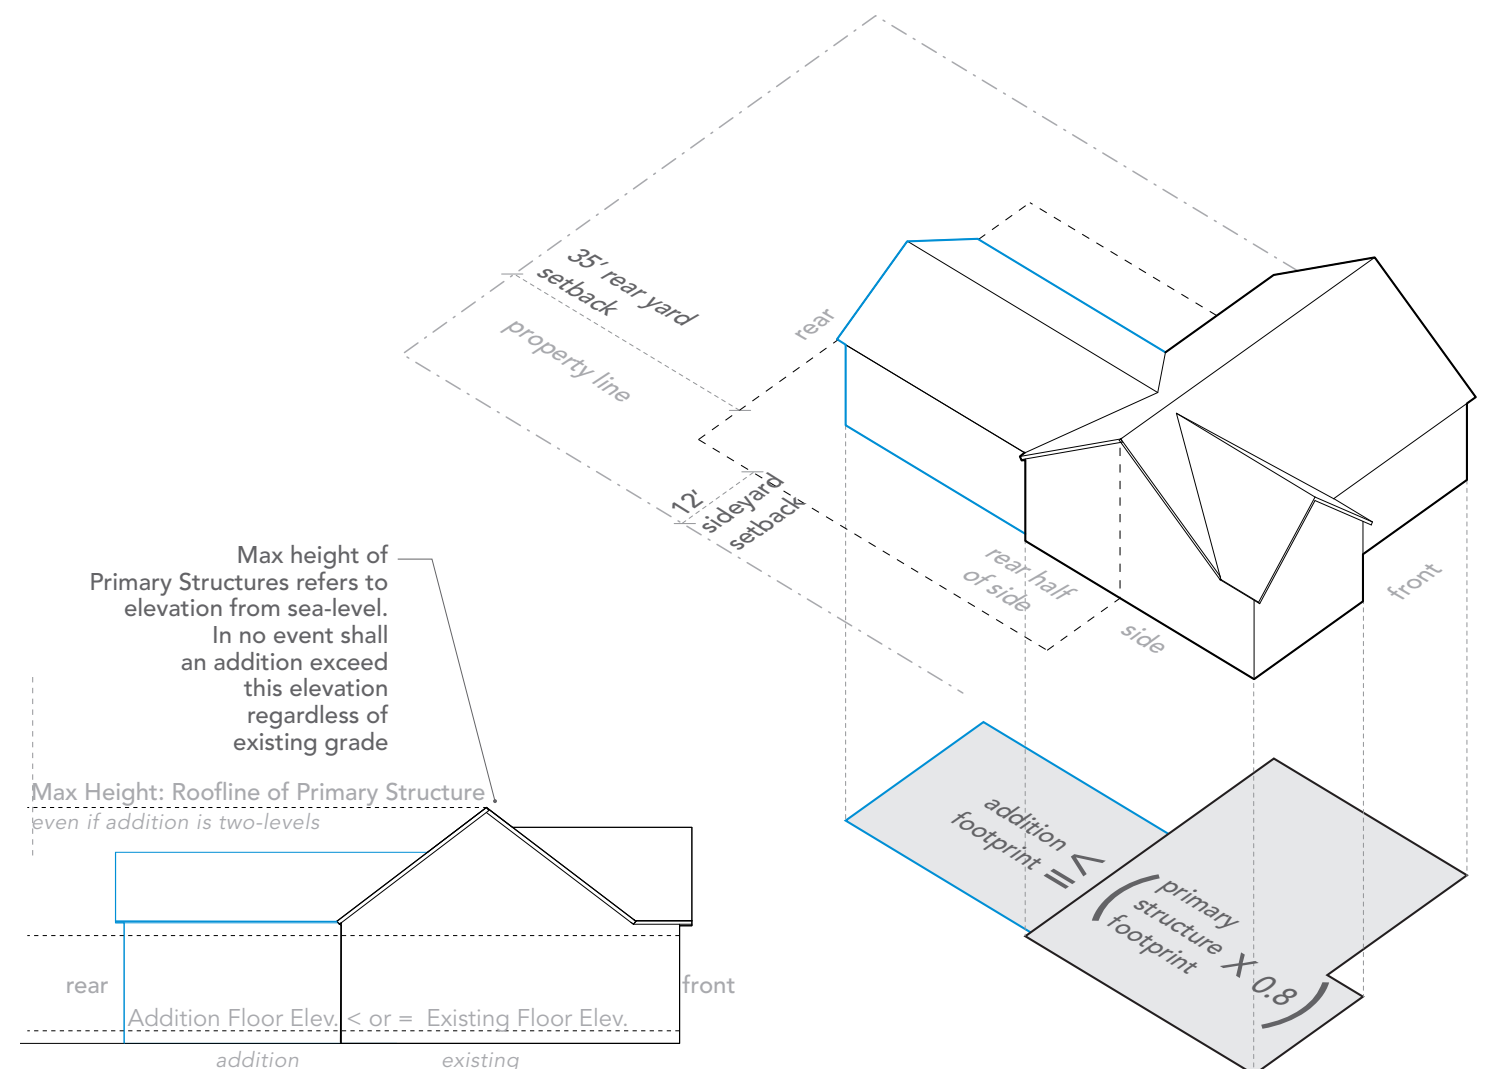 35' rear yard
setback
property line
rear
12'
sideyard
setback
rear half
of side
side
front
Max height of
Primary Structures refers to
elevation from sea-level.
In no event shall
an addition exceed
this elevation
regardless of
existing grade
Max Height: Roofline of Primary Structure
even if addition is two-levels
rear
front
Addition Floor Elev. < or = Existing Floor Elev.
addition
existing
addition
footprint
< =
(primary
structure
footprint
X 0.8)